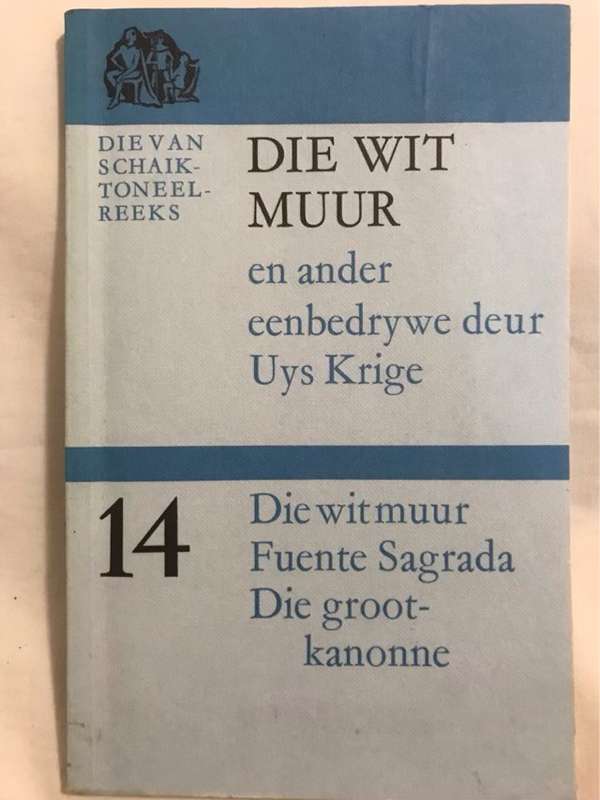 DIE VAN
SCHAIK-
TONEEL-
REEKS
DIE WIT
MUUR
en ander
eenbedrywe deur
Uys Krige
14
Die wit muur
Fuente Sagrada
Die groot-
kanonne